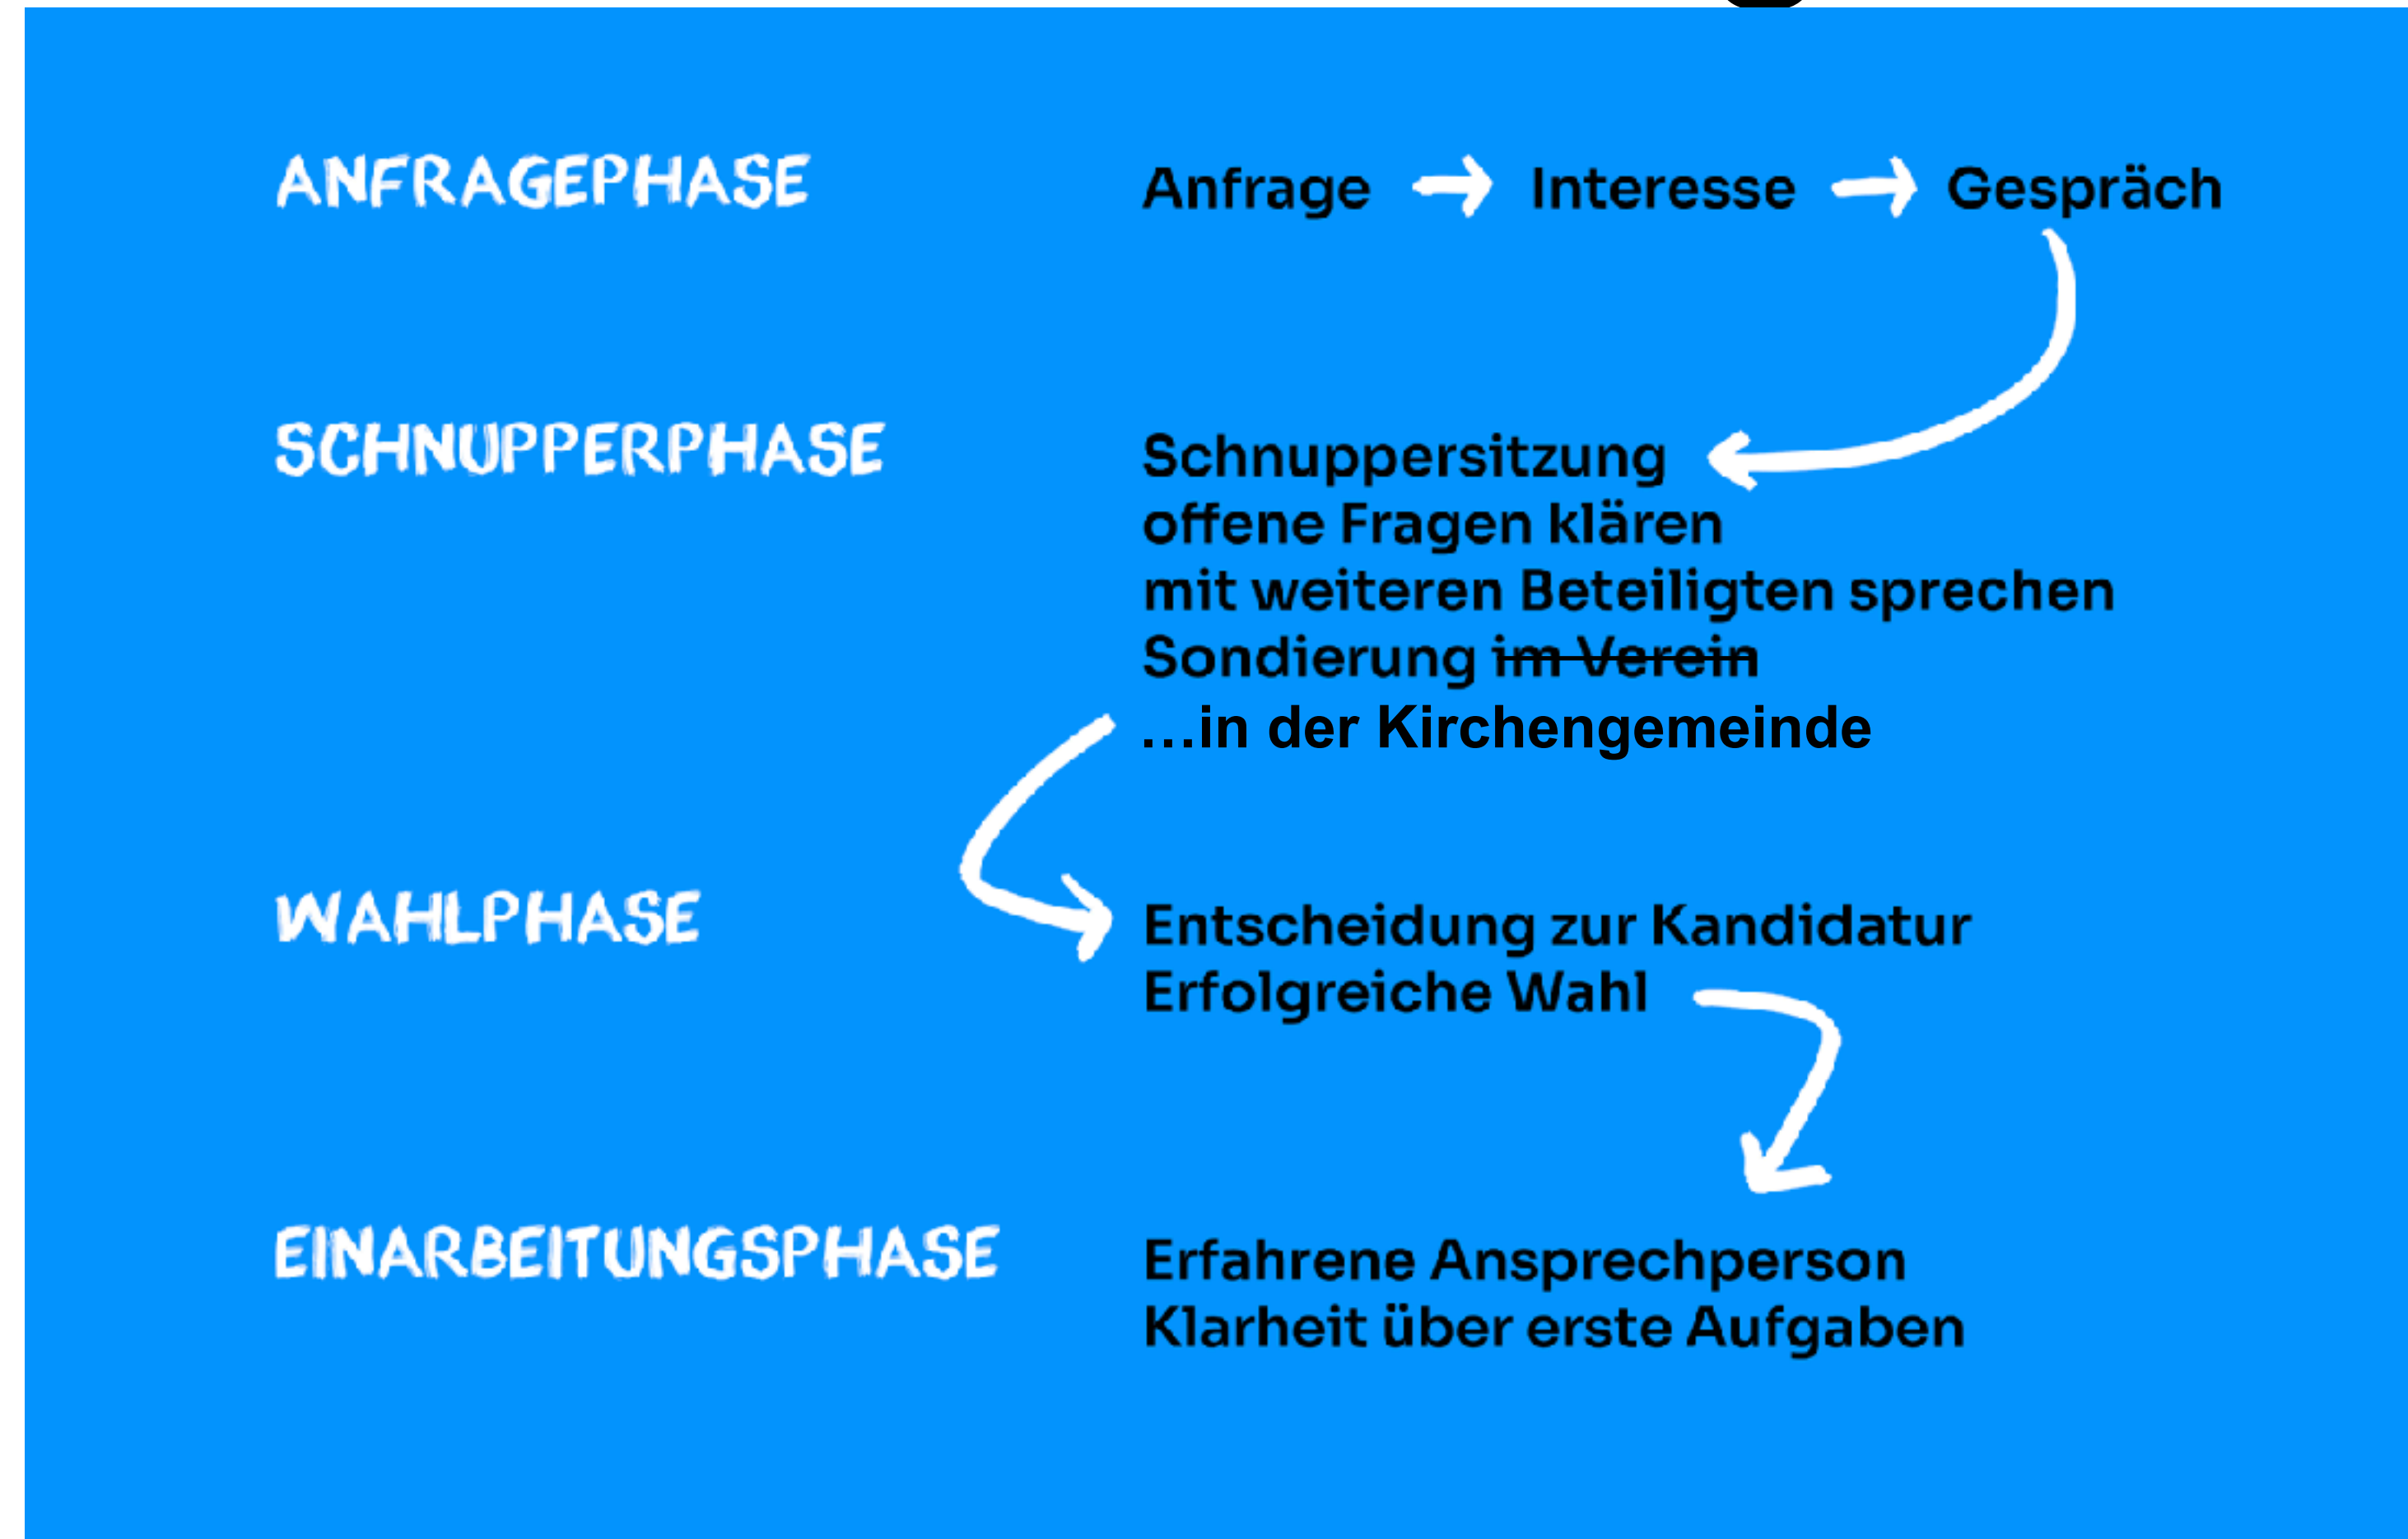 ANFRAGEPHASE Anfrage → Interesse → Gespräch
SCHNUPPERPHASE Schnuppersitzung
offene Fragen klären
mit weiteren Beteiligten sprechen
Sondierung im Verein
...in der Kirchengemeinde
WAHLPHASE Entscheidung zur Kandidatur
Erfolgreiche Wahl
EINARBEITUNGSPHASE Erfahrene Ansprechperson
Klarheit über erste Aufgaben